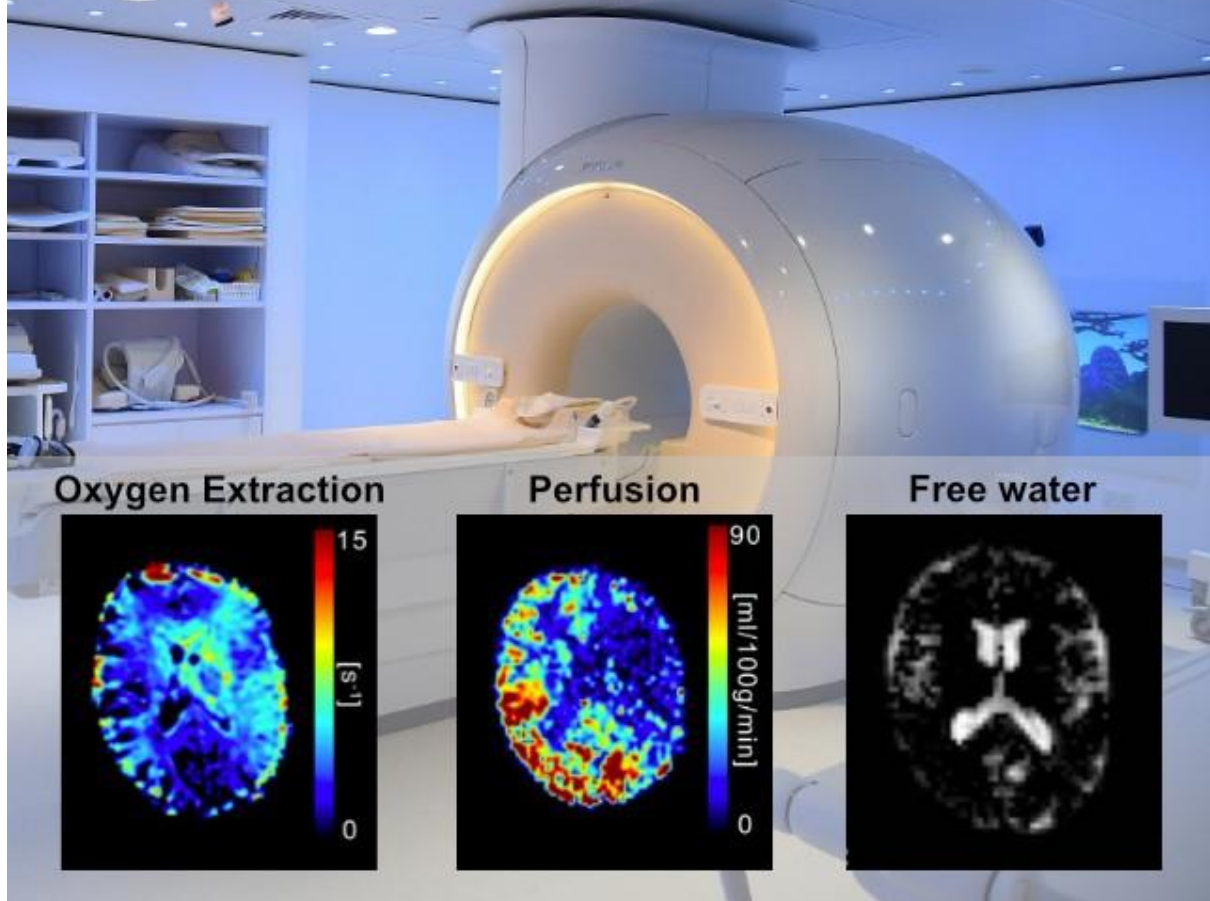 Oxygen Extraction
Perfusion
Free water
15
[s⁻¹]
0
90
[ml/100g/min]
0